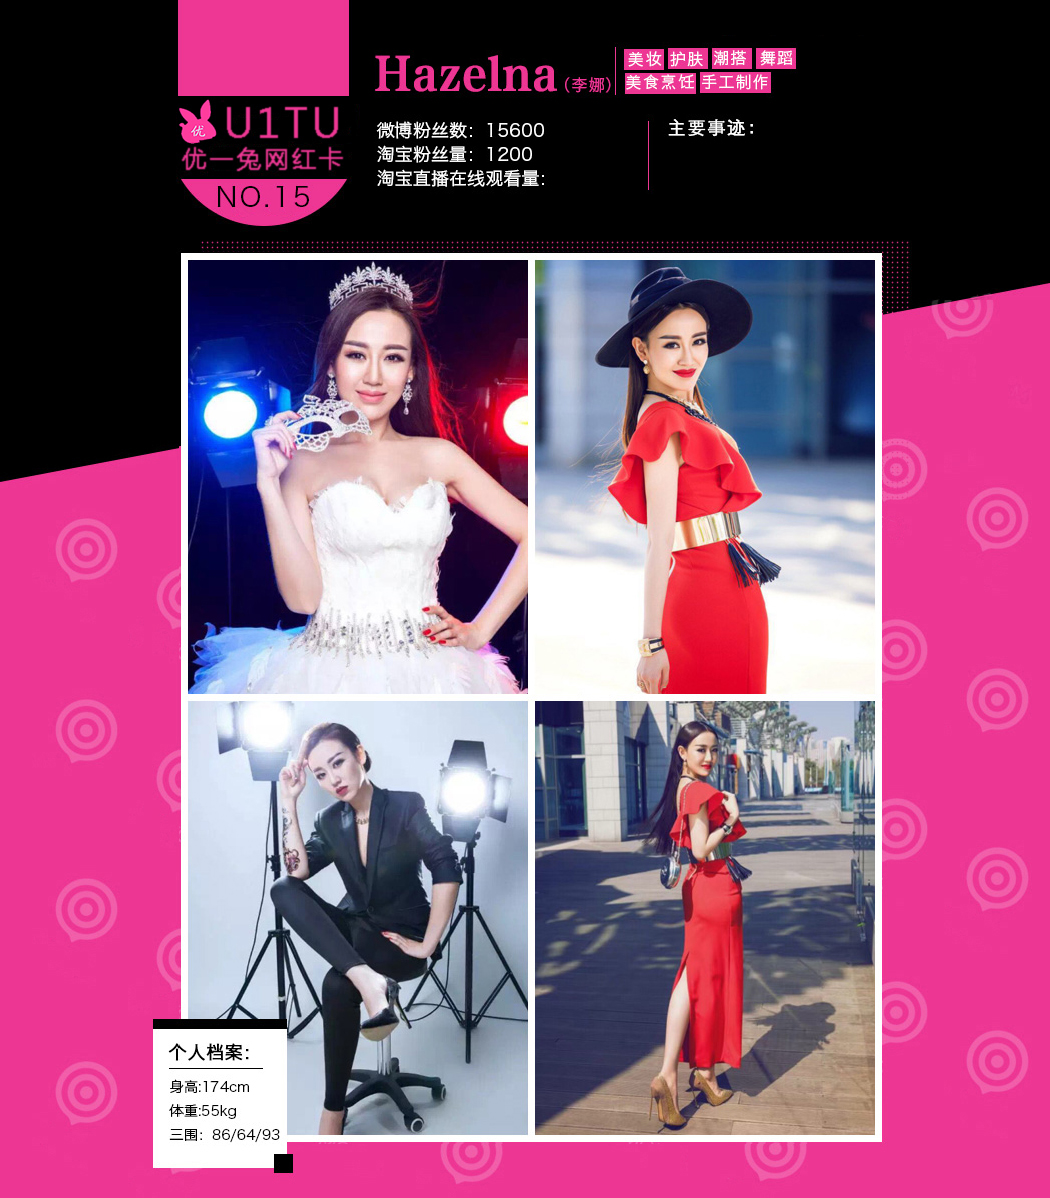 Hazelna（李娜）
美妆 护肤 潮搭 舞蹈
美食烹饪 手工制作
优
U1TU
优一兔网红卡
NO.15
微博粉丝数：15600
淘宝粉丝量：1200
淘宝直播在线观看量：
主要事迹：
个人档案：
身高:174cm
体重:55kg
三围：86/64/93